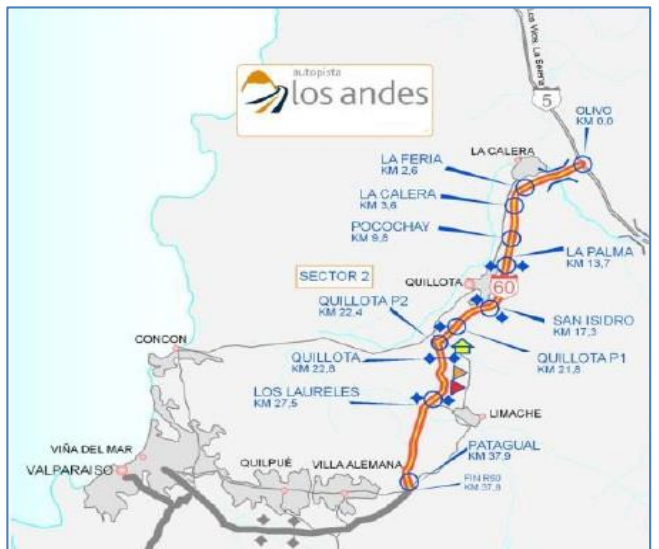 autopista
los andes
Los Vilos, La Serena
5
OLIVO
KM 0,0
LA CALERA
LA FERIA
KM 2,6
LA CALERA
KM 3,6
POCOCHAY
KM 9,8
LA PALMA
KM 13,7
SECTOR 2
QUILLOTA
60
QUILLOTA P2
KM 22,4
SAN ISIDRO
KM 17,3
CONCON
QUILLOTA
KM 22,8
QUILLOTA P1
KM 21,8
LOS LAURELES
KM 27,5
LIMACHE
VIÑA DEL MAR
VALPARAISO
QUILPUÉ
VILLA ALEMANA
PATAGUAL
KM 37,9
FIN R60
KM 37,8